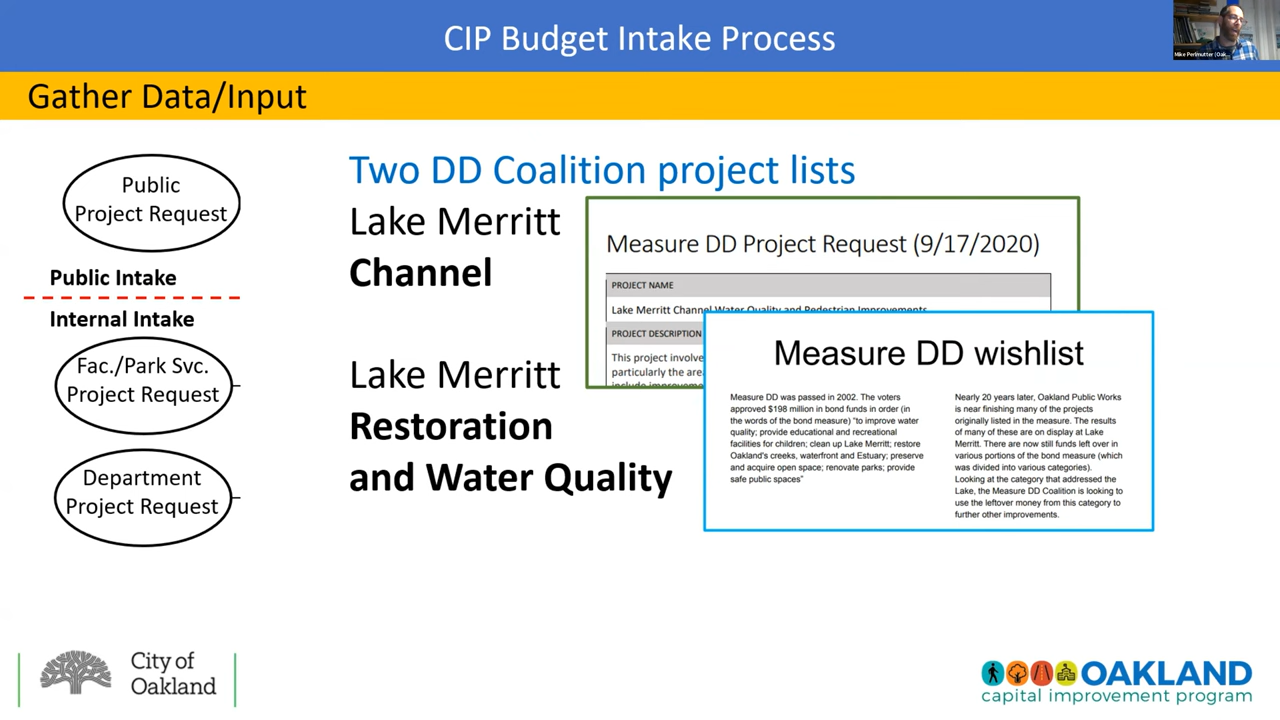 CIP Budget Intake Process
Mike Perlmutter (Oak...
Gather Data/Input
Public
Project Request
Public Intake
Internal Intake
Fac./Park Svc.
Project Request
Department
Project Request
Two DD Coalition project lists
Lake Merritt
Channel
Lake Merritt
Restoration
and Water Quality
Measure DD Project Request (9/17/2020)
PROJECT NAME
Lake Merritt Channel Water Quality and Pedestrian Improvements
PROJECT DESCRIPTION
This project involve
particularly the area
include improveme
Measure DD wishlist
Measure DD was passed in 2002. The voters
approved $198 million in bond funds in order (in
the words of the bond measure) "to improve water
quality; provide educational and recreational
facilities for children; clean up Lake Merritt; restore
Oakland's creeks, waterfront and Estuary; preserve
and acquire open space; renovate parks; provide
safe public spaces"
Nearly 20 years later, Oakland Public Works
is near finishing many of the projects
originally listed in the measure. The results
of many of these are on display at Lake
Merritt. There are now still funds left over in
various portions of the bond measure (which
was divided into various categories).
Looking at the category that addressed the
Lake, the Measure DD Coalition is looking to
use the leftover money from this category to
further other improvements.
City of
Oakland
OAKLAND
capital improvement program